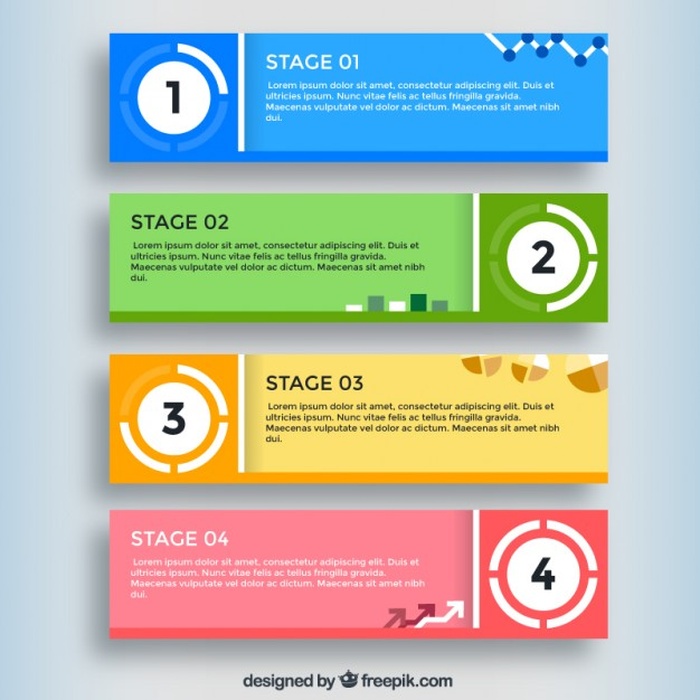 1
STAGE 01
Lorem ipsum dolor sit amet, consectetur adipiscing elit. Duis et
ultricies ipsum. Nunc vitae felis ac tellus fringilla gravida.
Maecenas vulputate vel ac dictum. Maecenas sit amet nibh
dui.
STAGE 02
Lorem ipsum dolor sit amet, consectetur adipiscing elit. Duis et
ultricies ipsum. Nunc vitae felis ac tellus fringilla gravida.
Maecenas vulputate vel ac dictum. Maecenas sit amet nibh
dui.
2
3
STAGE 03
Lorem ipsum dolor sit amet, consectetur adipiscing elit. Duis et
ultricies ipsum. Nunc vitae felis ac tellus fringilla gravida.
Maecenas vulputate vel ac dictum. Maecenas sit amet nibh
dui.
STAGE 04
Lorem ipsum dolor sit amet, consectetur adipiscing elit. Duis et
ultricies ipsum. Nunc vitae felis ac tellus fringilla gravida.
Maecenas vulputate vel ac dictum. Maecenas sit amet nibh
dui.
4
designed by freepik.com